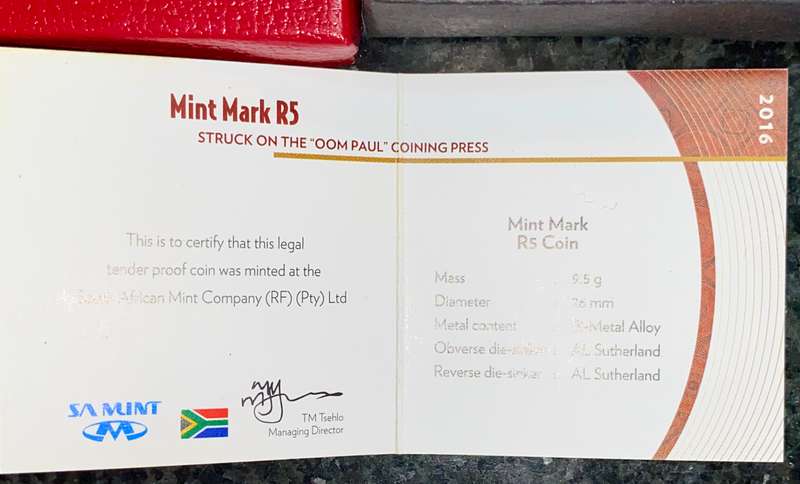 Mint Mark R5
STRUCK ON THE "OOM PAUL" COINING PRESS
2016
This is to certify that this legal
tender proof coin was minted at the
South African Mint Company (RF) (Pty) Ltd
SA MINT
TM Tsehlo
Managing Director
Mint Mark
R5 Coin
Mass : 9.5 g
Diameter : 26 mm
Metal content : Bi-Metal Alloy
Obverse die-sinker : AL Sutherland
Reverse die-sinker : AL Sutherland